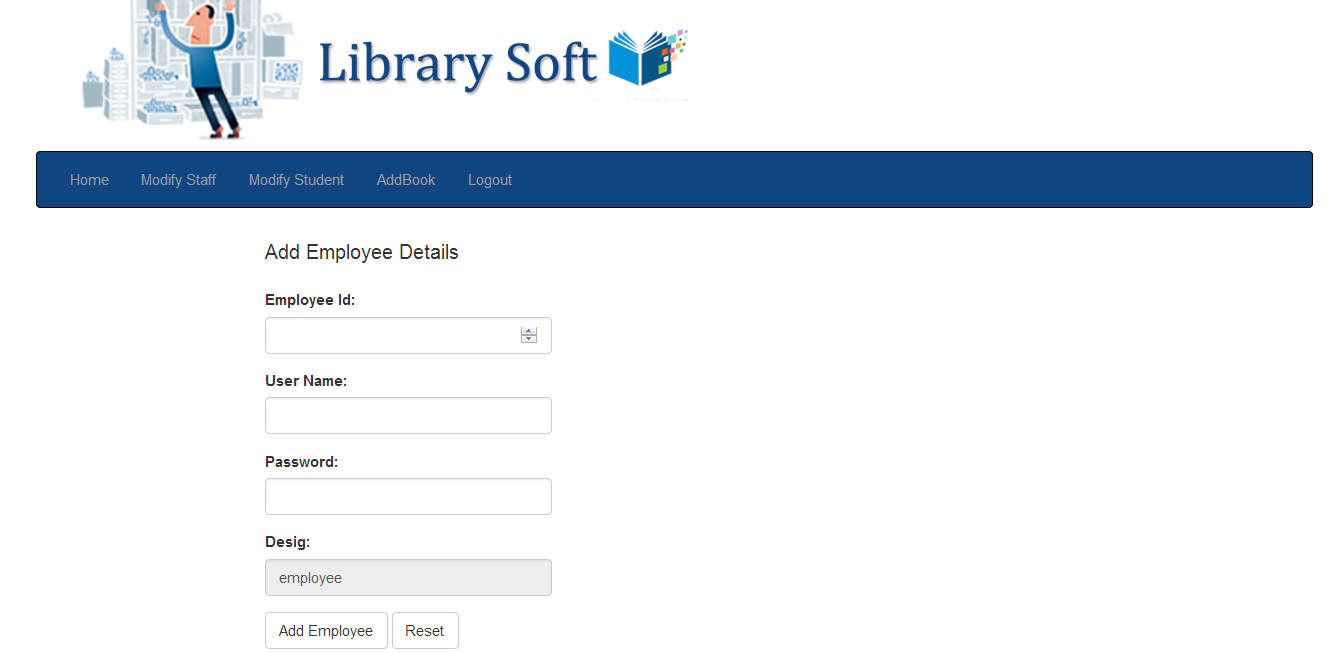 Library Soft
Home Modify Staff Modify Student AddBook Logout
Add Employee Details
Employee Id:
User Name:
Password:
Desig:
employee
Add Employee Reset